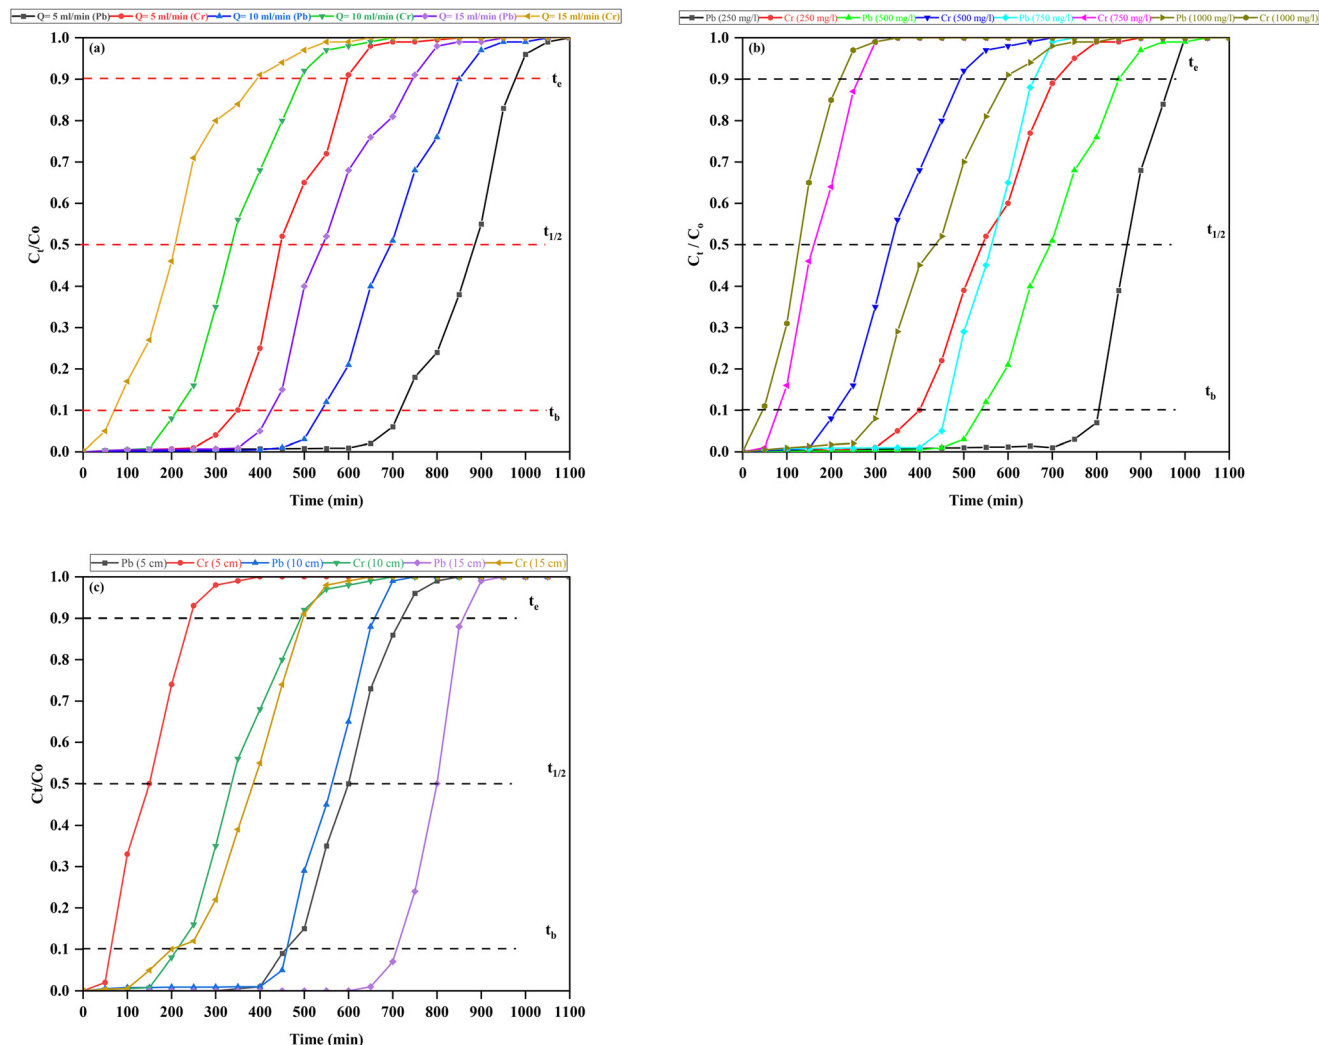 Q= 5 ml/min (Pb) Q= 5 ml/min (Cr) Q= 10 ml/min (Pb) Q= 10 ml/min (Cr) Q= 15 ml/min (Pb) Q= 15 ml/min (Cr)
(a)
1.0
0.9
0.8
0.7
0.6
0.5
0.4
0.3
0.2
0.1
0.0
Ct/Co
te
t1/2
tb
0 100 200 300 400 500 600 700 800 900 1000 1100
Time (min)
Pb (250 mg/l) Cr (250 mg/l) Pb (500 mg/l) Cr (500 mg/l) Pb (750 mg/l) Cr (750 mg/l) Pb (1000 mg/l) Cr (1000 mg/l)
(b)
1.0
0.9
0.8
0.7
0.6
0.5
0.4
0.3
0.2
0.1
0.0
Ct / Co
te
t1/2
tb
0 100 200 300 400 500 600 700 800 900 1000 1100
Time (min)
Pb (5 cm) Cr (5 cm) Pb (10 cm) Cr (10 cm) Pb (15 cm) Cr (15 cm)
(c)
1.0
0.9
0.8
0.7
0.6
0.5
0.4
0.3
0.2
0.1
0.0
Ct/Co
te
t1/2
tb
0 100 200 300 400 500 600 700 800 900 1000 1100
Time (min)